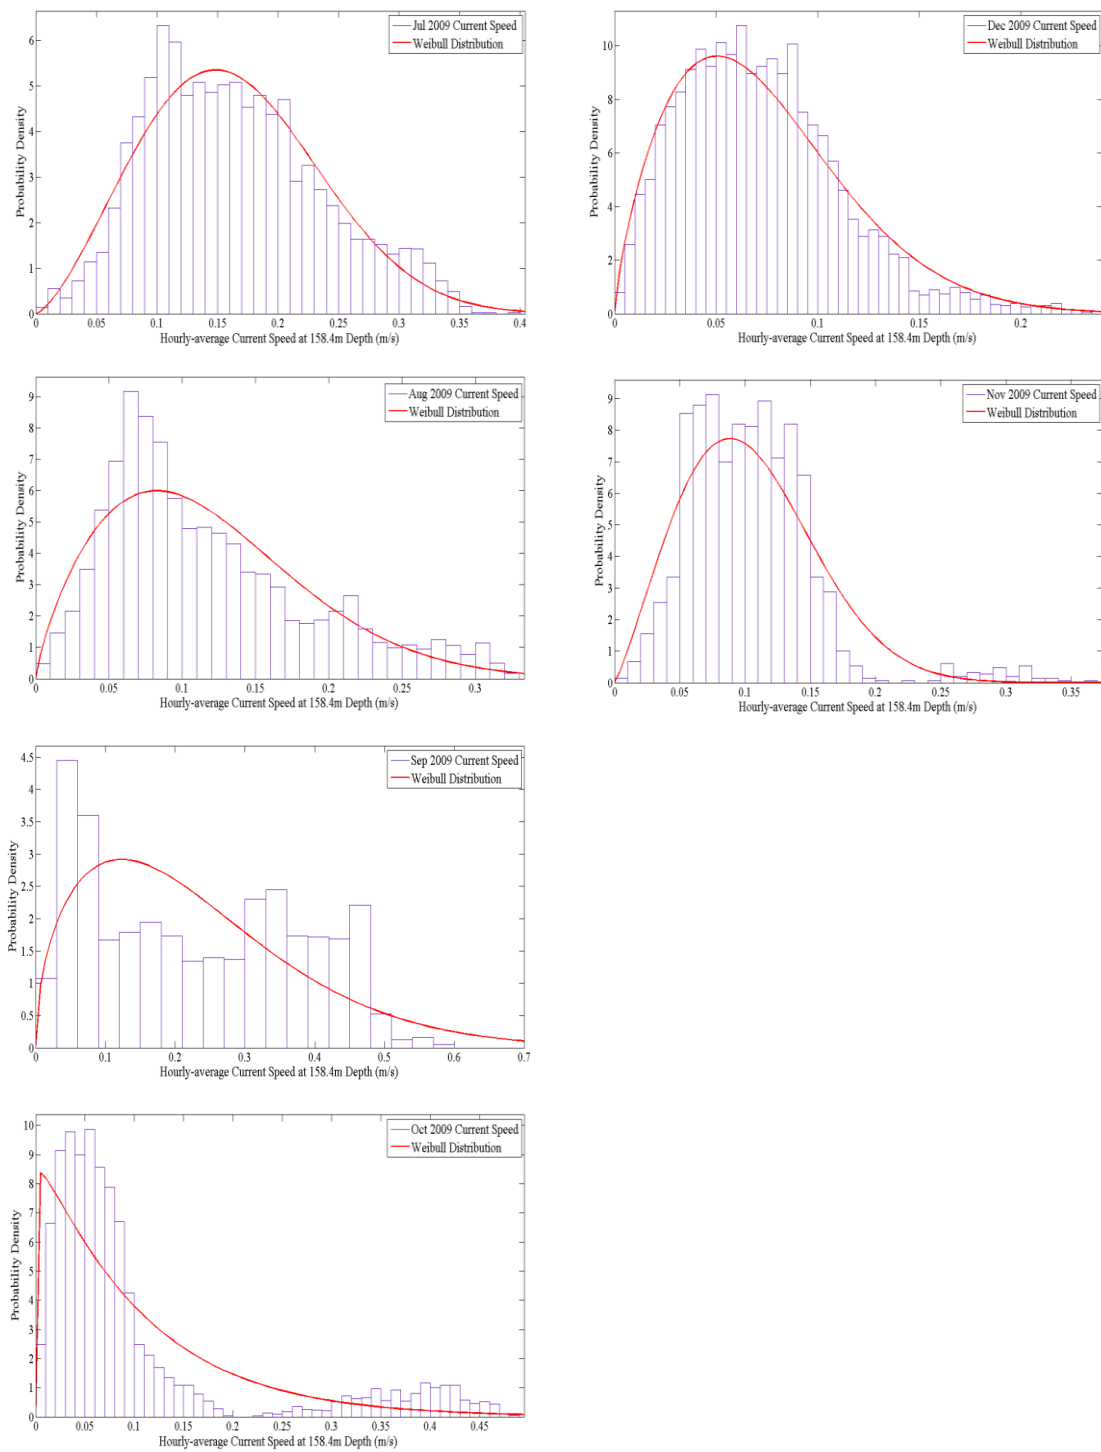 Jul 2009 Current Speed
Weibull Distribution
Probability Density
6
5
4
3
2
1
0
0 0.05 0.1 0.15 0.2 0.25 0.3 0.35 0.4
Hourly-average Current Speed at 158.4m Depth (m/s)
Dec 2009 Current Speed
Weibull Distribution
Probability Density
10
8
6
4
2
0
0 0.05 0.1 0.15 0.2
Hourly-average Current Speed at 158.4m Depth (m/s)
Aug 2009 Current Speed
Weibull Distribution
Probability Density
9
8
7
6
5
4
3
2
1
0
0 0.05 0.1 0.15 0.2 0.25 0.3
Hourly-average Current Speed at 158.4m Depth (m/s)
Nov 2009 Current Speed
Weibull Distribution
Probability Density
9
8
7
6
5
4
3
2
1
0
0 0.05 0.1 0.15 0.2 0.25 0.3 0.35
Hourly-average Current Speed at 158.4m Depth (m/s)
Sep 2009 Current Speed
Weibull Distribution
Probability Density
4.5
4
3.5
3
2.5
2
1.5
1
0.5
0
0 0.1 0.2 0.3 0.4 0.5 0.6 0.7
Hourly-average Current Speed at 158.4m Depth (m/s)
Oct 2009 Current Speed
Weibull Distribution
Probability Density
10
9
8
7
6
5
4
3
2
1
0
0 0.05 0.1 0.15 0.2 0.25 0.3 0.35 0.4 0.45
Hourly-average Current Speed at 158.4m Depth (m/s)